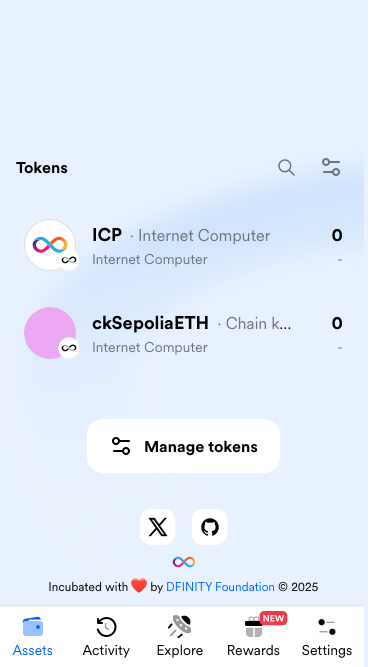 Tokens
ICP · Internet Computer 0
Internet Computer -
ckSepoliaETH · Chain k... 0
Internet Computer -
Manage tokens
Incubated with ❤️ by DFINITY Foundation © 2025
NEW
Assets Activity Explore Rewards Settings